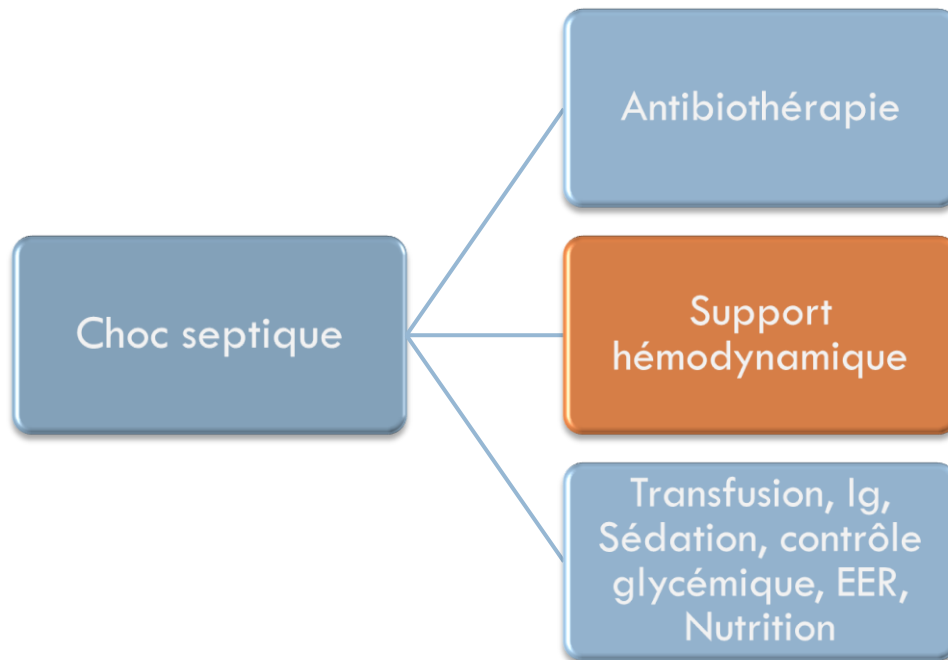 Antibiothérapie
Choc septique
Support
hémodynamique
Transfusion, Ig,
Sédation, contrôle
glycémique, EER,
Nutrition